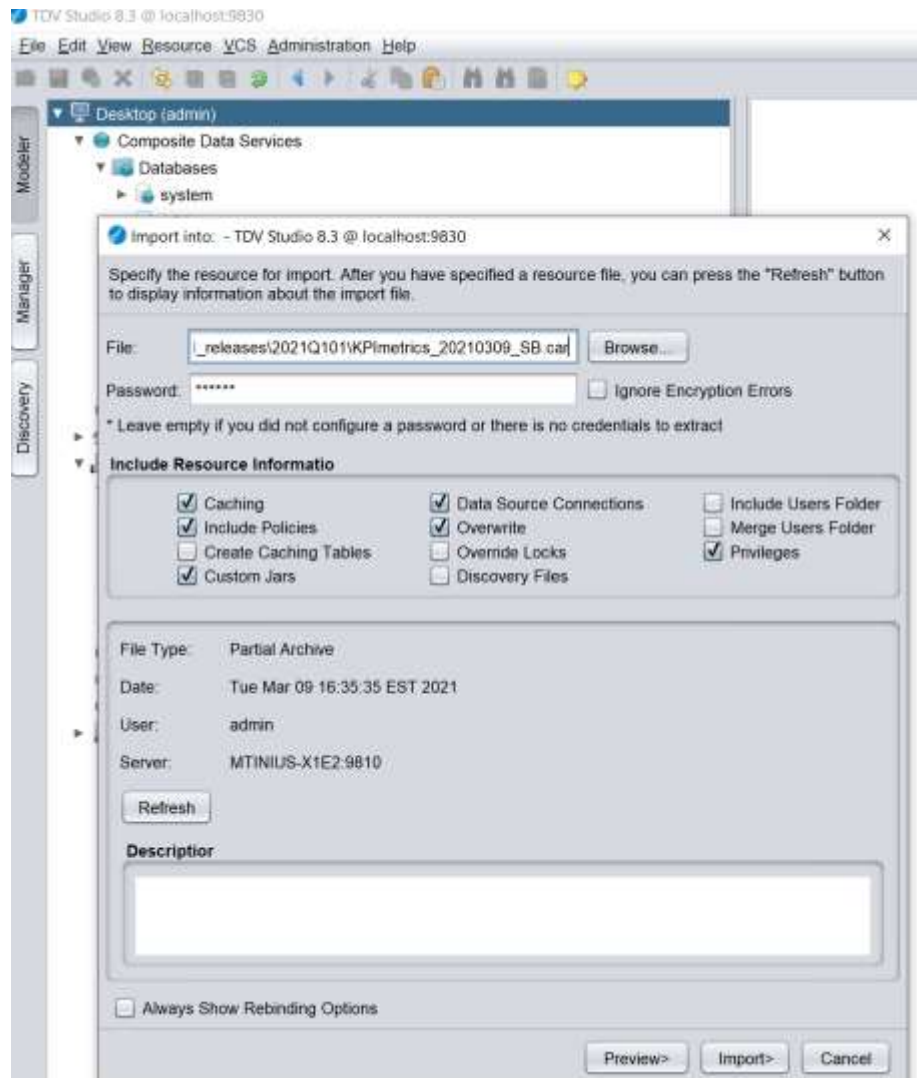 TDV Studio 8.3 @ localhost:9830
File Edit View Resource VCS Administration Help
Modeler
Manager
Discovery
Desktop (admin)
Composite Data Services
Databases
system
Import into: - TDV Studio 8.3 @ localhost:9830
Specify the resource for import. After you have specified a resource file, you can press the "Refresh" button
to display information about the import file.
File: _releases\2021Q101\KPImetrics_20210309_SB.car Browse...
Password: ****** Ignore Encryption Errors
* Leave empty if you did not configure a password or there is no credentials to extract
Include Resource Informatio
Caching Data Source Connections Include Users Folder
Include Policies Overwrite Merge Users Folder
Create Caching Tables Override Locks Privileges
Custom Jars Discovery Files
File Type: Partial Archive
Date: Tue Mar 09 16:35:35 EST 2021
User: admin
Server: MTINIUS-X1E2:9810
Refresh
Descriptior
Always Show Rebinding Options
Preview> Import> Cancel